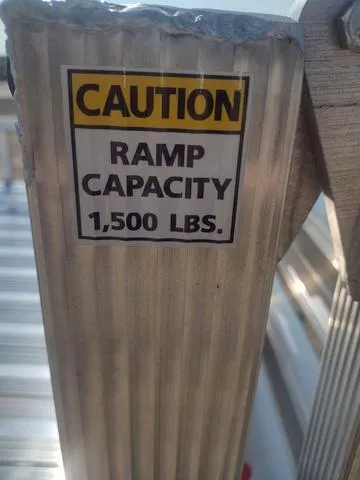 CAUTION
RAMP
CAPACITY
1,500 LBS.